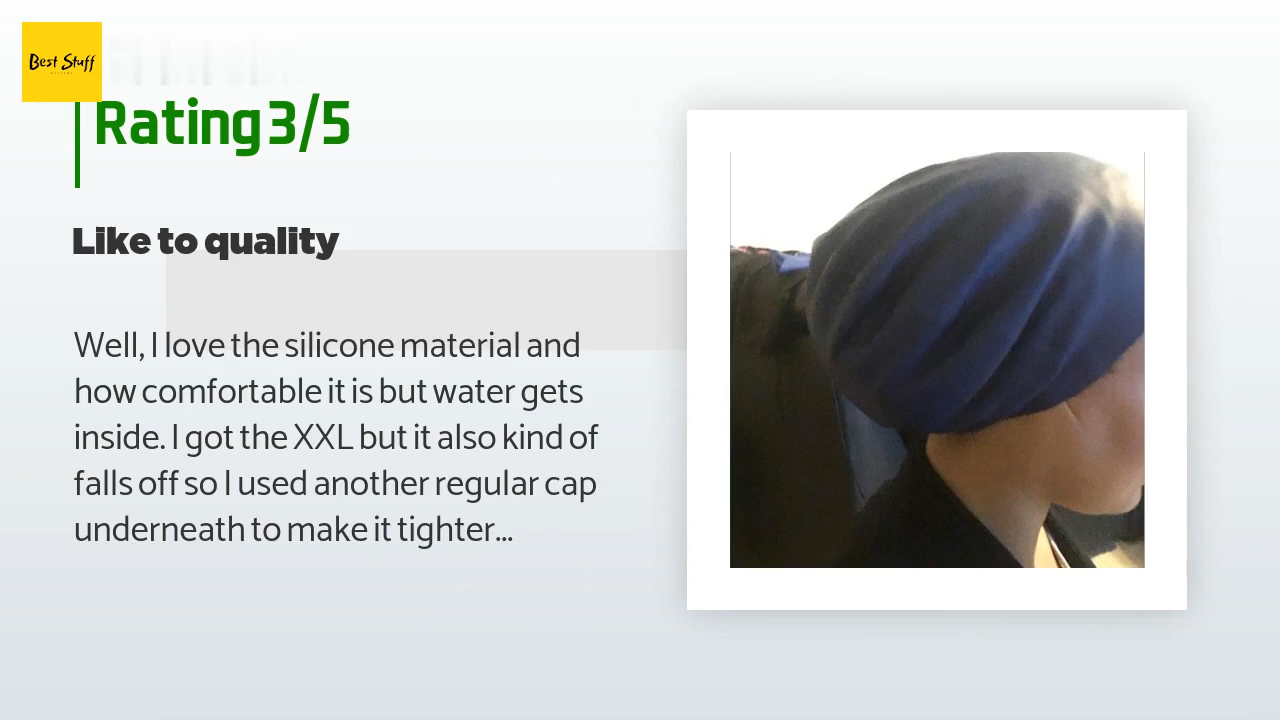 Best Stuff
Rating 3/5
Like to quality
Well, I love the silicone material and
how comfortable it is but water gets
inside. I got the XXL but it also kind of
falls off so I used another regular cap
underneath to make it tighter...